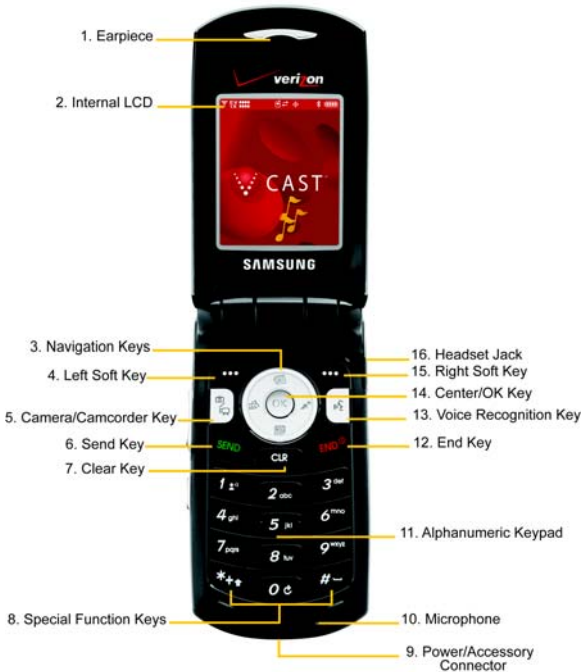 1. Earpiece
verizon
2. Internal LCD
V CAST
SAMSUNG
3. Navigation Keys
16. Headset Jack
4. Left Soft Key
15. Right Soft Key
14. Center/OK Key
OK
5. Camera/Camcorder Key
13. Voice Recognition Key
6. Send Key
SEND
END
12. End Key
7. Clear Key
CLR
1
2 abc
3 def
4 ghi
5 jkl
6 mno
11. Alphanumeric Keypad
7 pqrs
8 tuv
9 wxyz
*+
0
#
8. Special Function Keys
10. Microphone
9. Power/Accessory
Connector